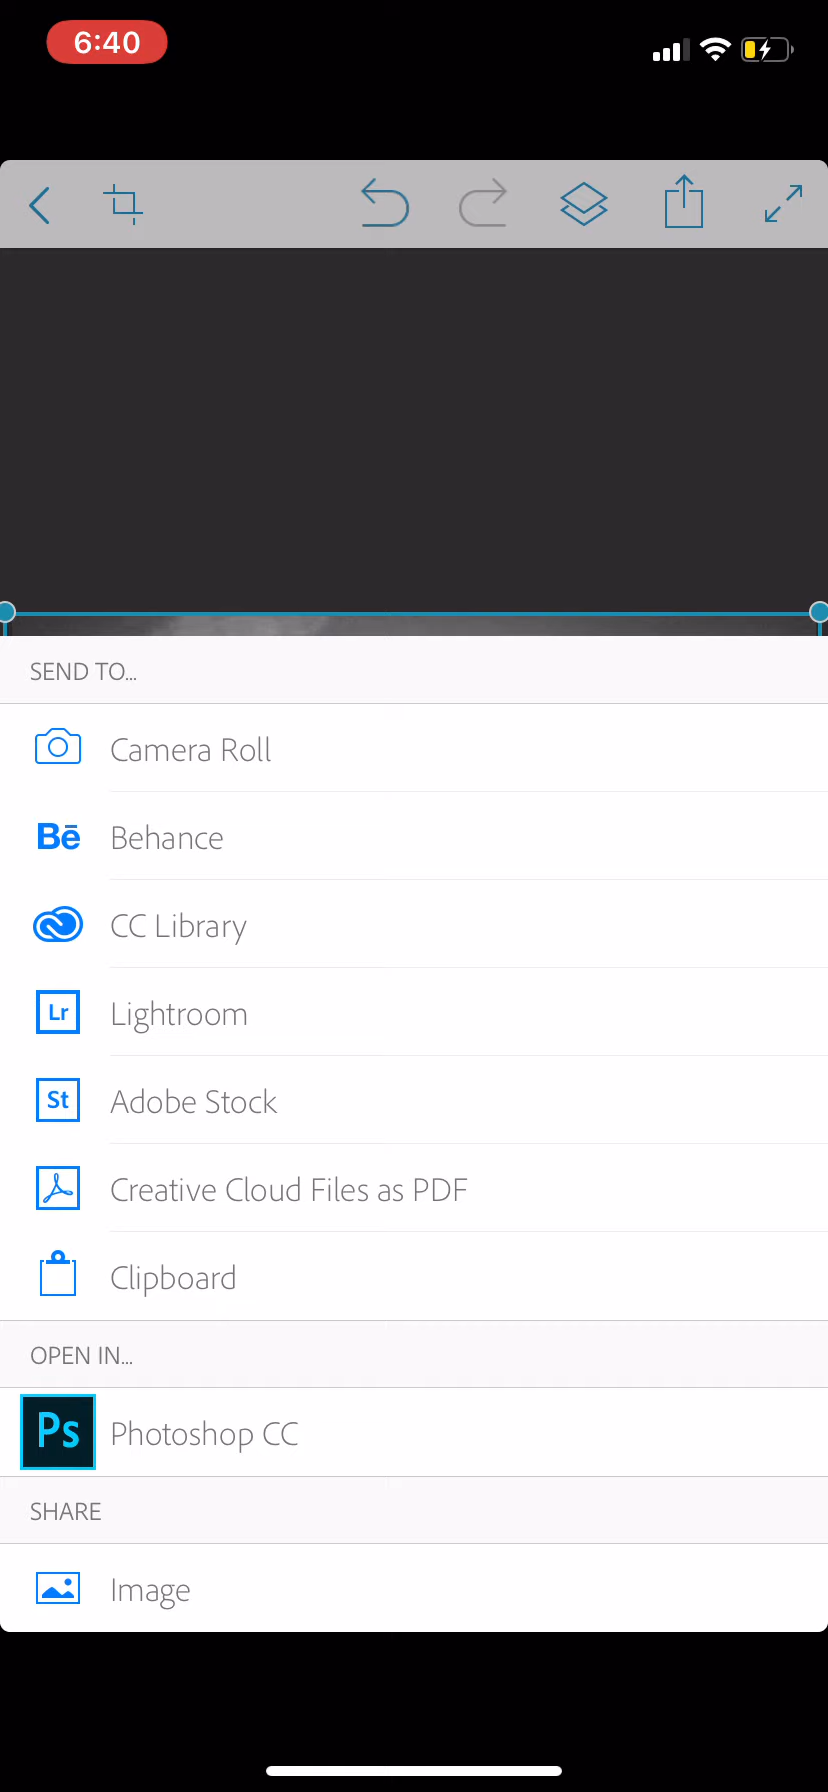 6:40
SEND TO...
Camera Roll
Bē Behance
CC Library
Lr Lightroom
St Adobe Stock
Creative Cloud Files as PDF
Clipboard
OPEN IN...
Ps Photoshop CC
SHARE
Image